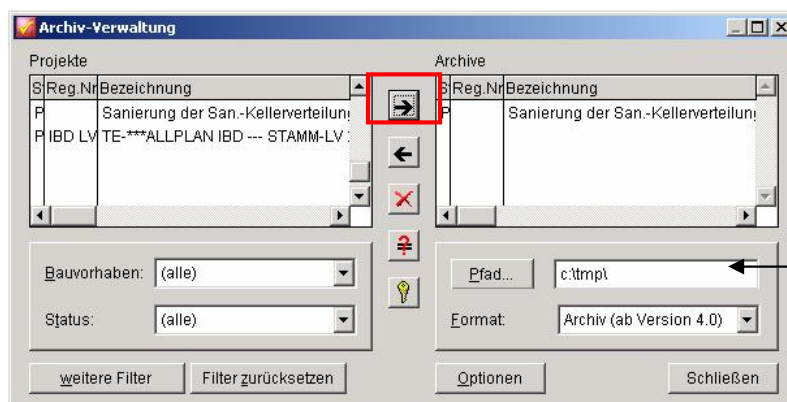 Archiv-Verwaltung
Projekte
S Reg.Nr Bezeichnung
P Sanierung der San.-Kellerverteilun
P IBD LV TE-***ALLPLAN IBD --- STAMM-LV
Bauvorhaben: (alle)
Status: (alle)
weitere Filter Filter zurücksetzen
Archive
S Reg.Nr Bezeichnung
P Sanierung der San.-Kellerverteilun
Pfad... c:\tmp\
Format: Archiv (ab Version 4.0)
Optionen Schließen